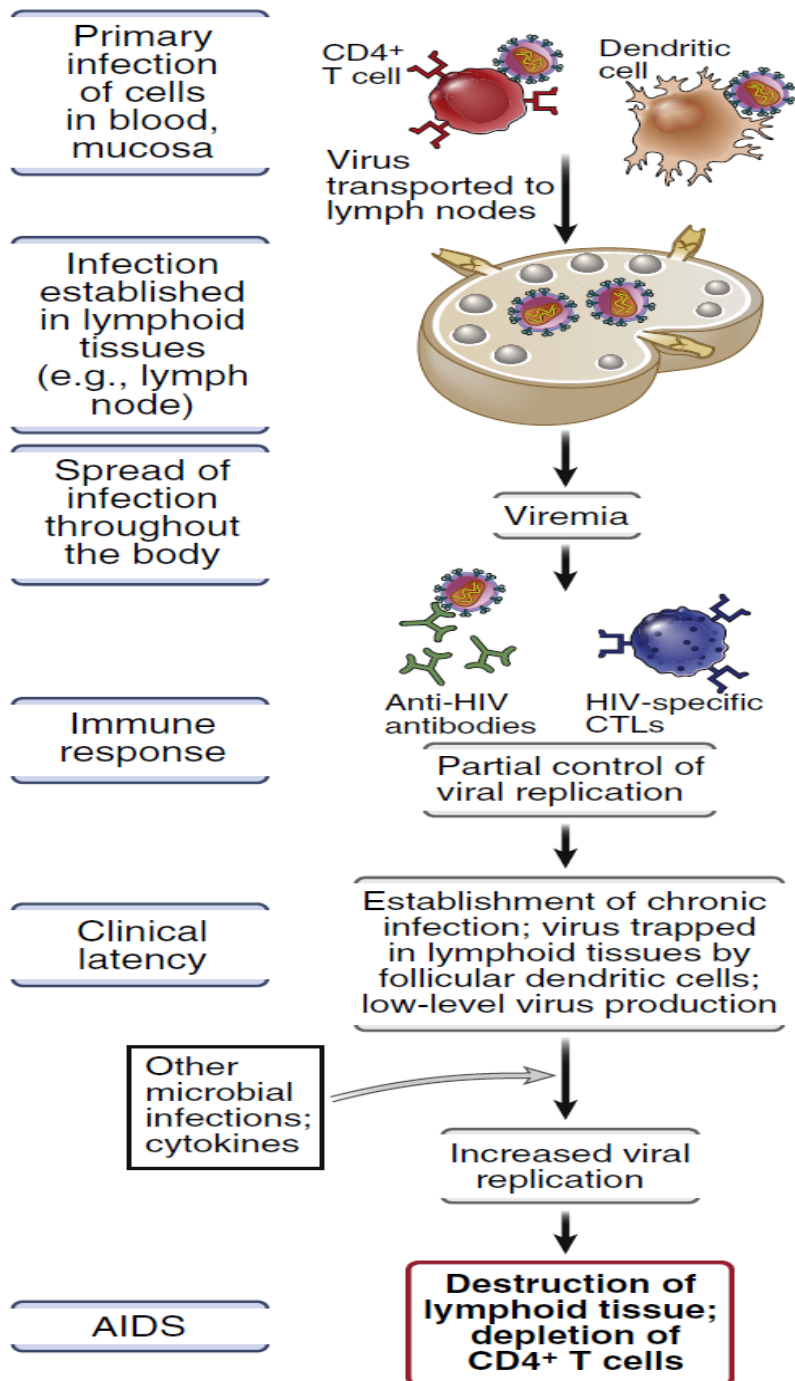 Primary
infection
of cells
in blood,
mucosa
CD4+
T cell
Dendritic
cell
Virus
transported to
lymph nodes
Infection
established
in lymphoid
tissues
(e.g., lymph
node)
Spread of
infection
throughout
the body
Viremia
Immune
response
Anti-HIV
antibodies
HIV-specific
CTLs
Partial control of
viral replication
Clinical
latency
Establishment of chronic
infection; virus trapped
in lymphoid tissues by
follicular dendritic cells;
low-level virus production
Other
microbial
infections;
cytokines
Increased viral
replication
AIDS
Destruction of
lymphoid tissue;
depletion of
CD4+ T cells